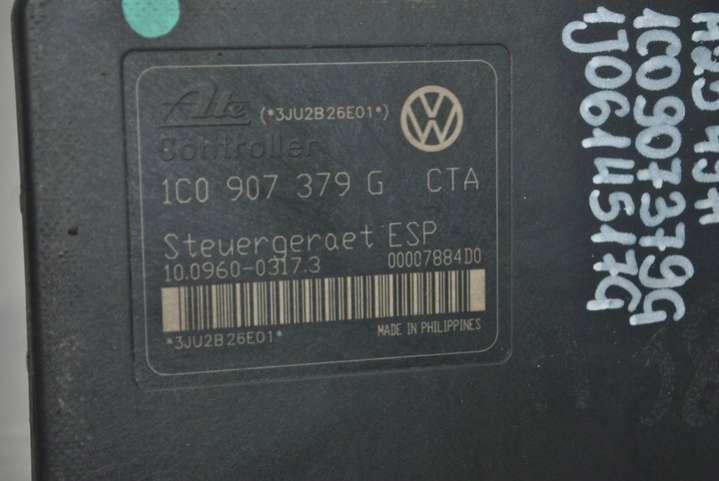 Ate (*3JU2B26E01*)
Controller
1C0 907 379 G CTA
Steuergeraet ESP
10.0960-0317.3 00007884D0
*3JU2B26E01*
MADE IN PHILIPPINES
1C0907379G
1J0614517G